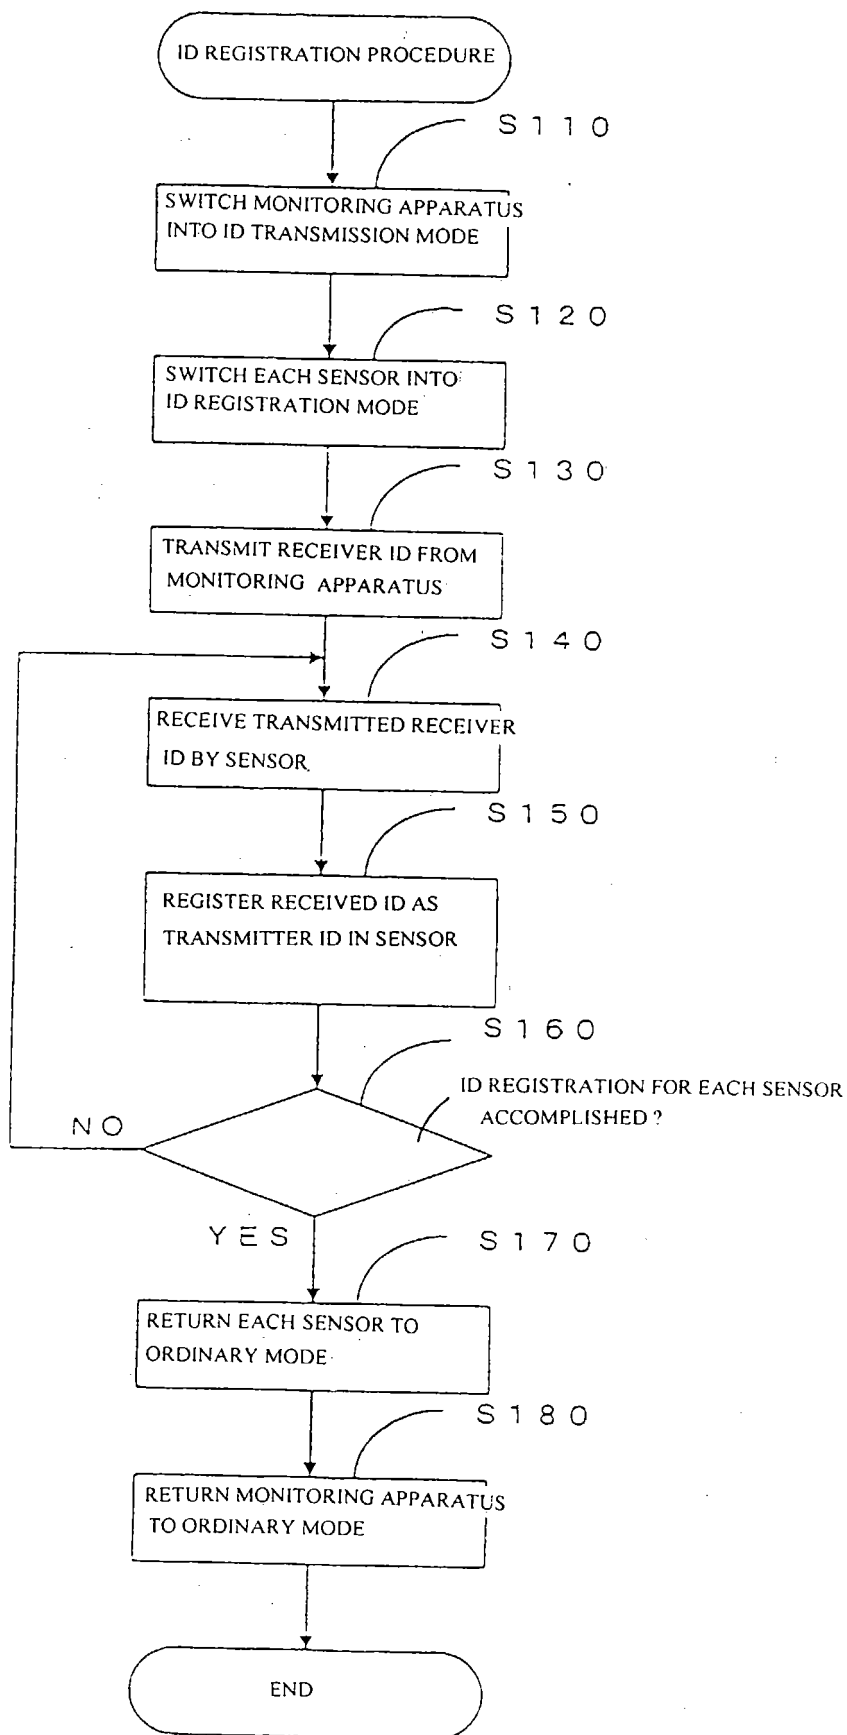 ID REGISTRATION PROCEDURE
S110
SWITCH MONITORING APPARATUS
INTO ID TRANSMISSION MODE
S120
SWITCH EACH SENSOR INTO
ID REGISTRATION MODE
S130
TRANSMIT RECEIVER ID FROM
MONITORING APPARATUS
S140
RECEIVE TRANSMITTED RECEIVER
ID BY SENSOR.
S150
REGISTER RECEIVED ID AS
TRANSMITTER ID IN SENSOR
S160
ID REGISTRATION FOR EACH SENSOR
ACCOMPLISHED ?
NO
YES
S170
RETURN EACH SENSOR TO
ORDINARY MODE
S180
RETURN MONITORING APPARATUS
TO ORDINARY MODE
END